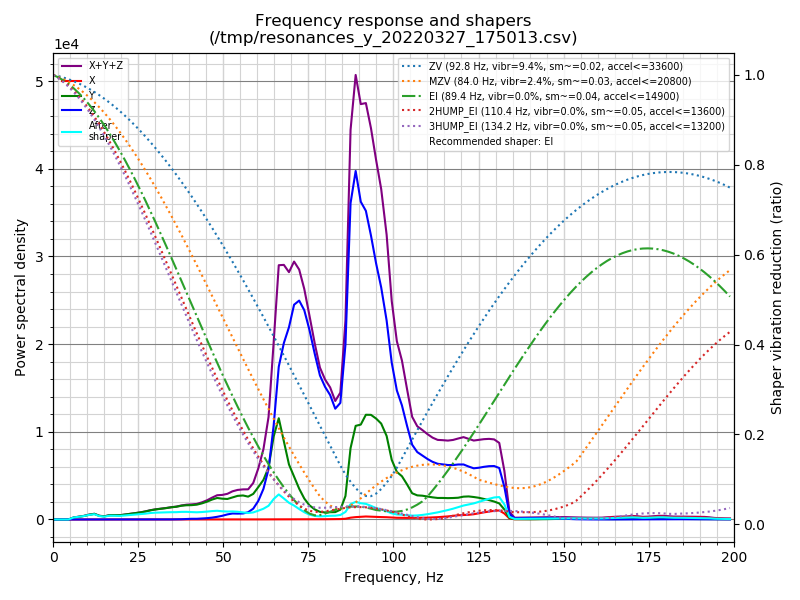 Frequency response and shapers
(/tmp/resonances_y_20220327_175013.csv)
1e4
X+Y+Z
X
Y
Z
After
shaper
ZV (92.8 Hz, vibr=9.4%, sm~=0.02, accel<=33600)
MZV (84.0 Hz, vibr=2.4%, sm~=0.03, accel<=20800)
EI (89.4 Hz, vibr=0.0%, sm~=0.04, accel<=14900)
2HUMP_EI (110.4 Hz, vibr=0.0%, sm~=0.05, accel<=13600)
3HUMP_EI (134.2 Hz, vibr=0.0%, sm~=0.05, accel<=13200)
Recommended shaper: EI
Power spectral density
5
4
3
2
1
0
1.0
0.8
0.6
0.4
0.2
0.0
Shaper vibration reduction (ratio)
0 25 50 75 100 125 150 175 200
Frequency, Hz